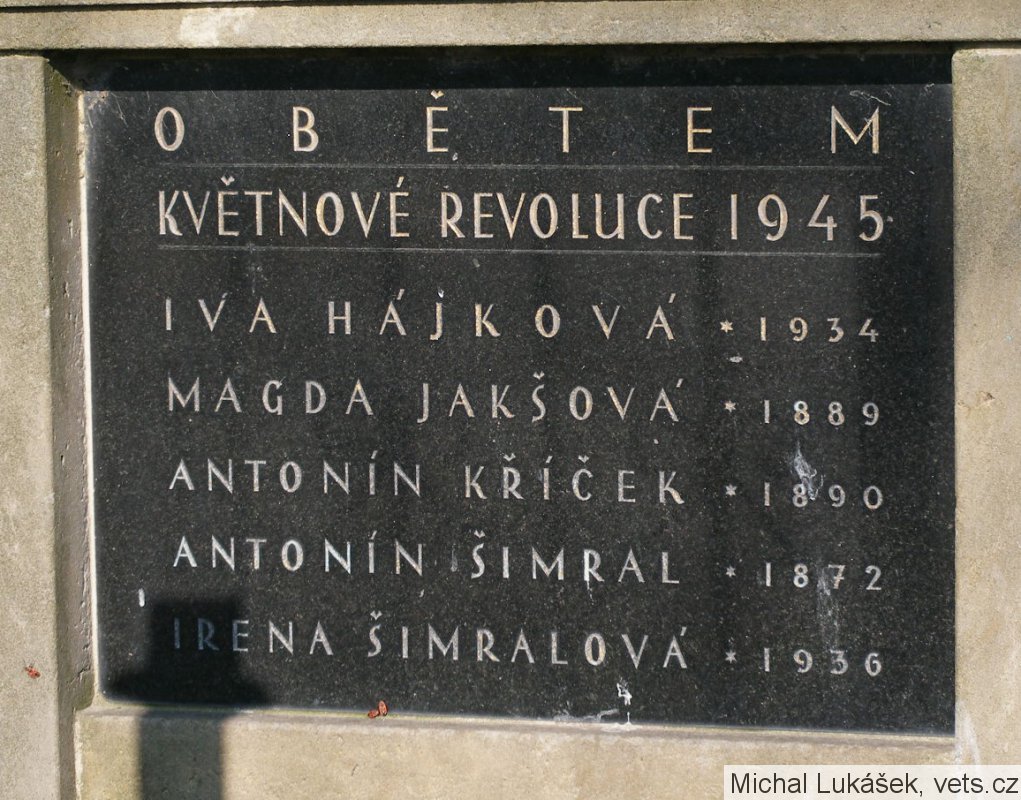 OBĚTEM
KVĚTNOVÉ REVOLUCE 1945
IVA HÁJKOVÁ * 1934
MAGDA JAKŠOVÁ * 1889
ANTONÍN KŘÍČEK * 1890
ANTONÍN ŠIMRAL * 1872
IRENA ŠIMRALOVÁ * 1936
Michal Lukášek, vets.cz